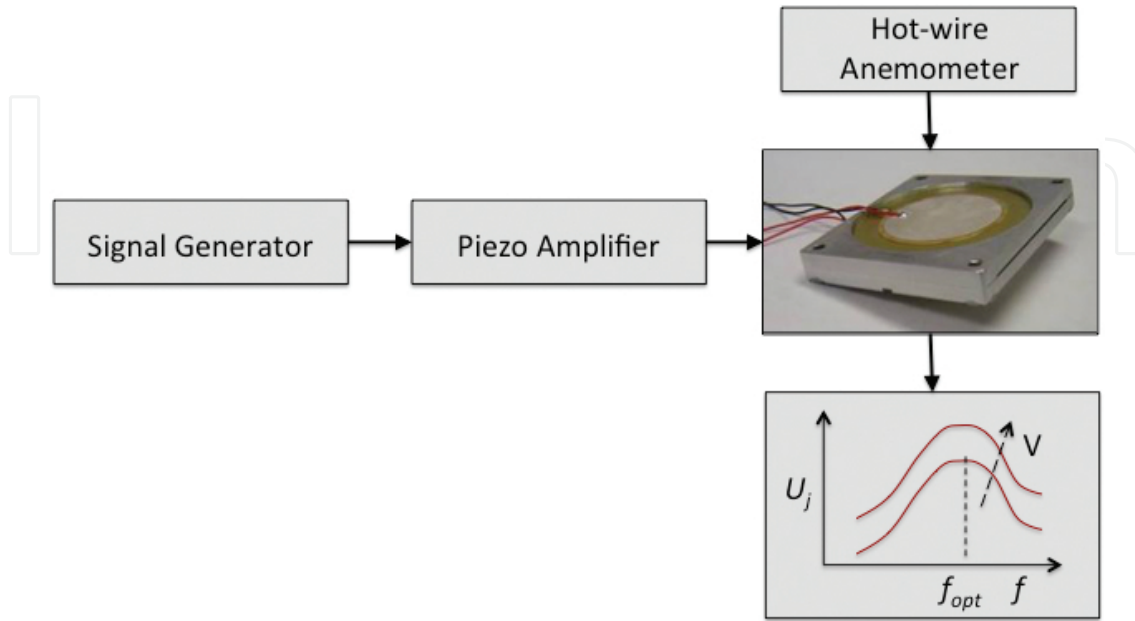 Hot-wire
Anemometer
Signal Generator
Piezo Amplifier
V
U_j
f_opt f